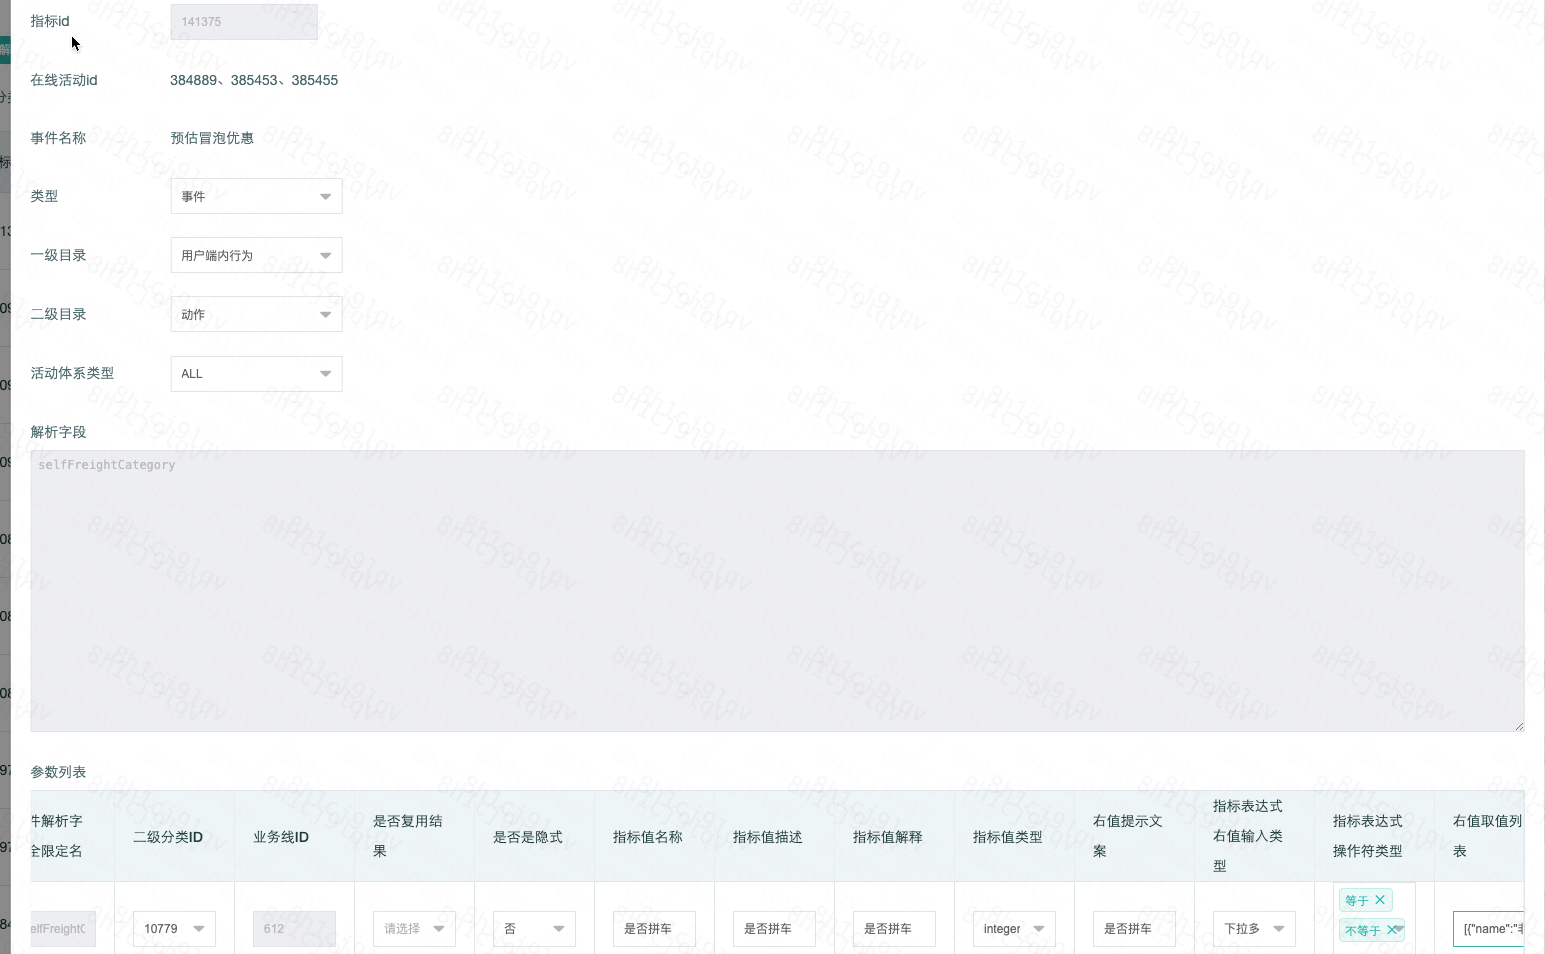 指标id
141375
在线活动id
384889、385453、385455
事件名称
预估冒泡优惠
类型
事件
一级目录
用户端内行为
二级目录
动作
活动体系类型
ALL
解析字段
selfFreightCategory
参数列表
件解析字
全限定名
二级分类ID
业务线ID
是否复用结
果
是否是隐式
指标值名称
指标值描述
指标值解释
指标值类型
右值提示文
案
指标表达式
右值输入类
型
指标表达式
操作符类型
右值取值列
表
elfFreightC
10779
612
请选择
否
是否拼车
是否拼车
是否拼车
integer
是否拼车
下拉多
等于
不等于
[{"name":"